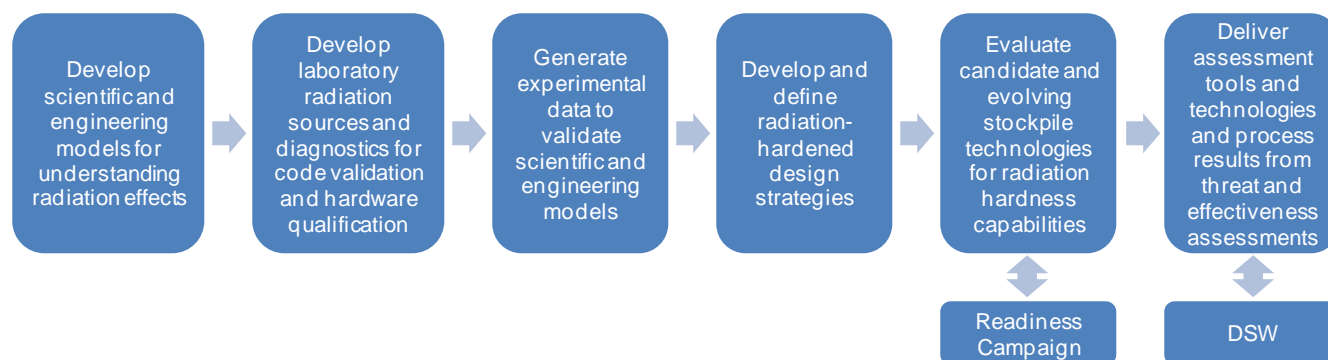 Develop
scientific and
engineering
models for
understanding
radiation effects
Develop
laboratory
radiation
sources and
diagnostics for
code validation
and hardware
qualification
Generate
experimental
data to
validate
scientific and
engineering
models
Develop and
define
radiation-
hardened
design
strategies
Evaluate
candidate and
evolving
stockpile
technologies
for radiation
hardness
capabilities
Deliver
assessment
tools and
technologies
and process
results from
threat and
effectiveness
assessments
Readiness
Campaign
DSW